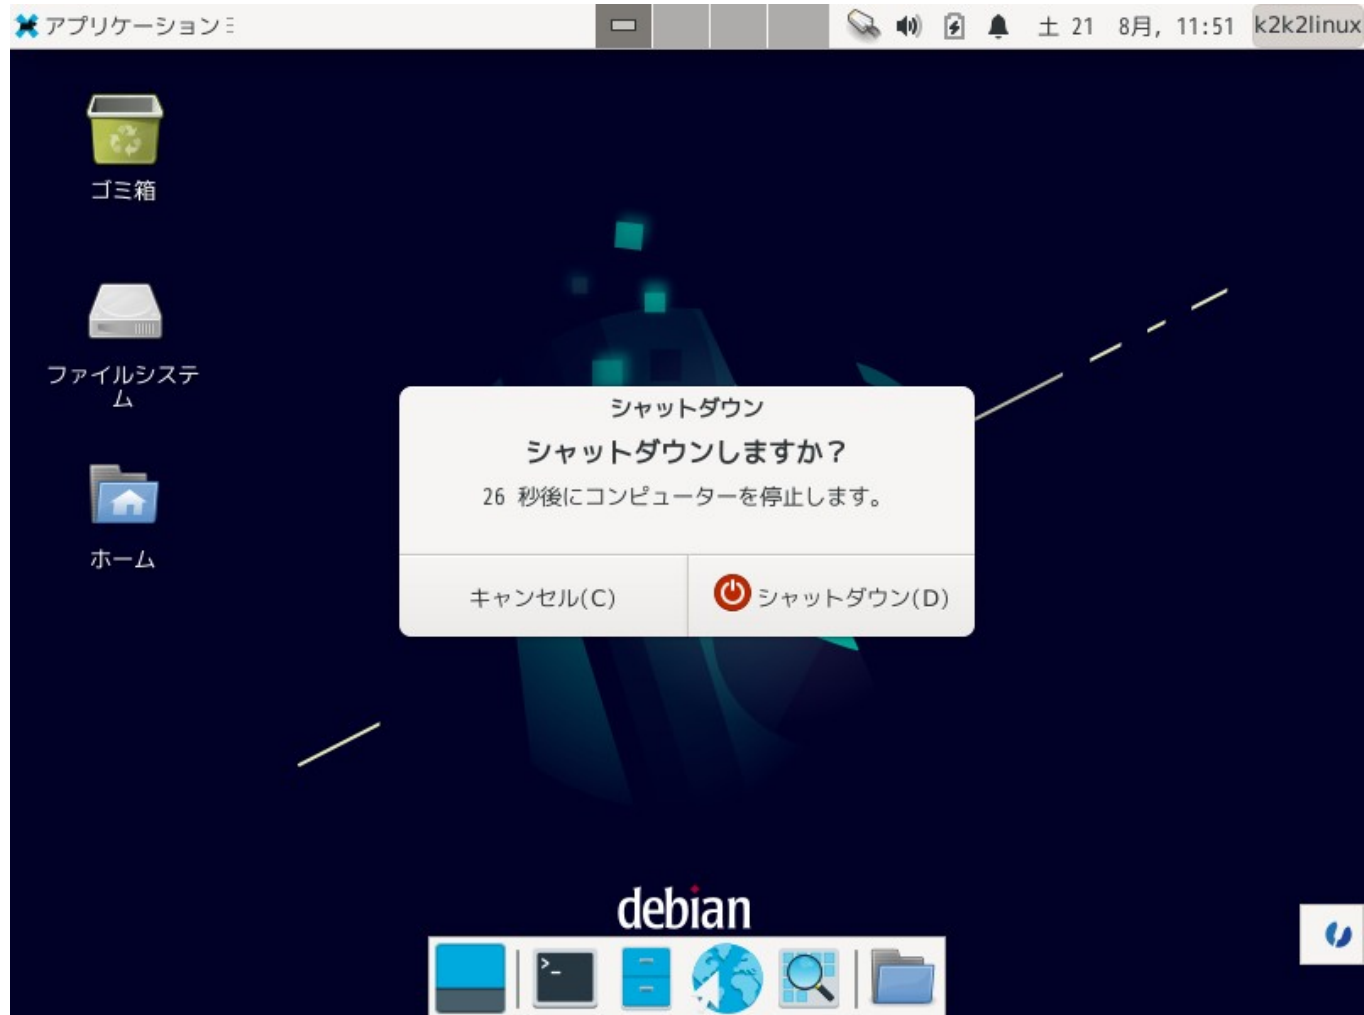 アプリケーション
土 21 8月, 11:51
k2k2linux
ゴミ箱
ファイルシステ
ム
ホーム
シャットダウン
シャットダウンしますか？
26 秒後にコンピューターを停止します。
キャンセル(C)
シャットダウン(D)
debian
>_